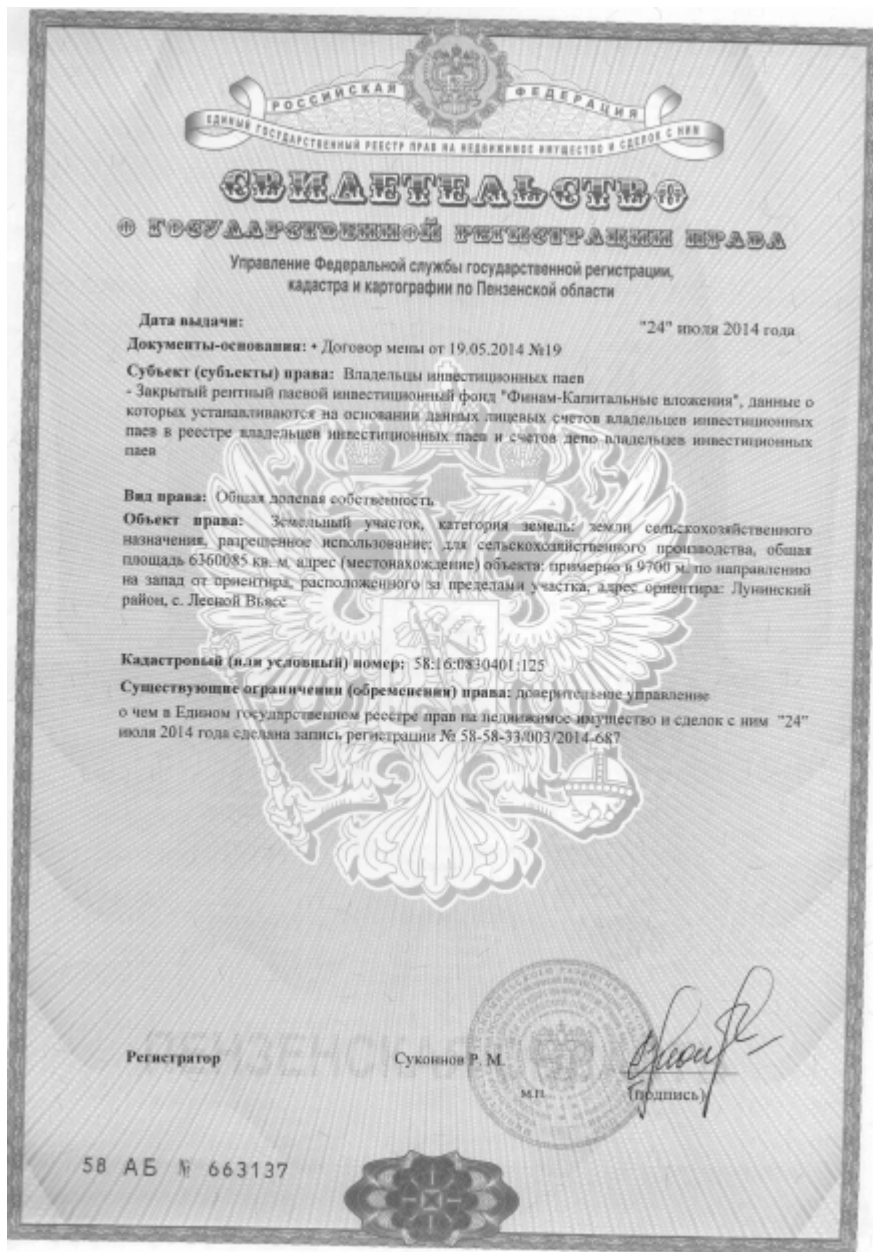 РОССИЙСКАЯ ФЕДЕРАЦИЯ
ЕДИНЫЙ ГОСУДАРСТВЕННЫЙ РЕЕСТР ПРАВ НА НЕДВИЖИМОЕ ИМУЩЕСТВО И СДЕЛОК С НИМ
СВИДЕТЕЛЬСТВО
О ГОСУДАРСТВЕННОЙ РЕГИСТРАЦИИ ПРАВА
Управление Федеральной службы государственной регистрации,
кадастра и картографии по Пензенской области
Дата выдачи: "24" июля 2014 года
Документы-основания: • Договор мены от 19.05.2014 №19
Субъект (субъекты) права: Владельцы инвестиционных паев
- Закрытый рентный паевой инвестиционный фонд "Финам-Капитальные вложения", данные о
которых устанавливаются на основании данных лицевых счетов владельцев инвестиционных
паев в реестре владельцев инвестиционных паев и счетов депо владельцев инвестиционных
паев
Вид права: Общая долевая собственность
Объект права: Земельный участок, категория земель: земли сельскохозяйственного
назначения, разрешенное использование: для сельскохозяйственного производства, общая
площадь 6360085 кв. м, адрес (местонахождение) объекта: примерно в 9700 м, по направлению
на запад от ориентира, расположенного за пределами участка, адрес ориентира: Лунинский
район, с. Лесной Вьясс
Кадастровый (или условный) номер: 58:16:0830401:125
Существующие ограничения (обременения) права: доверительное управление
о чем в Едином государственном реестре прав на недвижимое имущество и сделок с ним "24"
июля 2014 года сделана запись регистрации № 58-58-33/003/2014-687
Регистратор Суконнов Р. М.
м.п. (подпись)
58 АБ № 663137